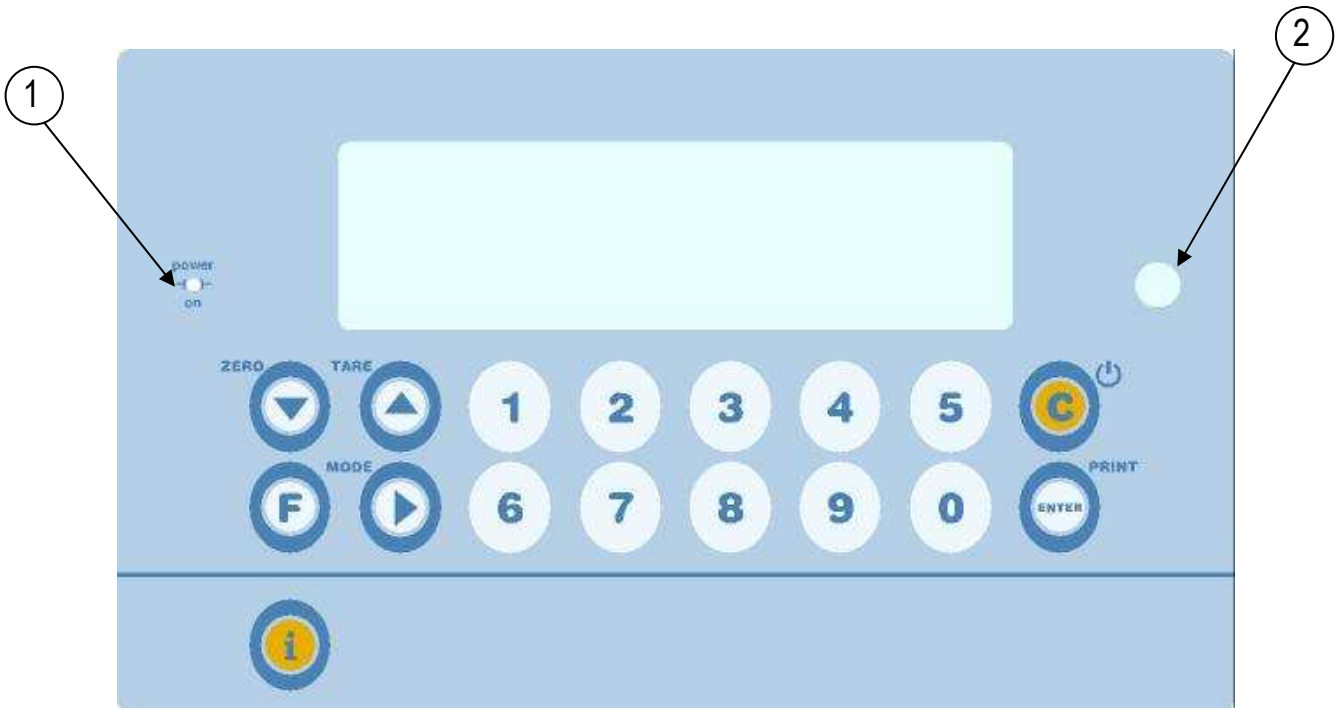 2
1
power
on
ZERO TARE
1 2 3 4 5 C
MODE PRINT
F 6 7 8 9 0 ENTER
i